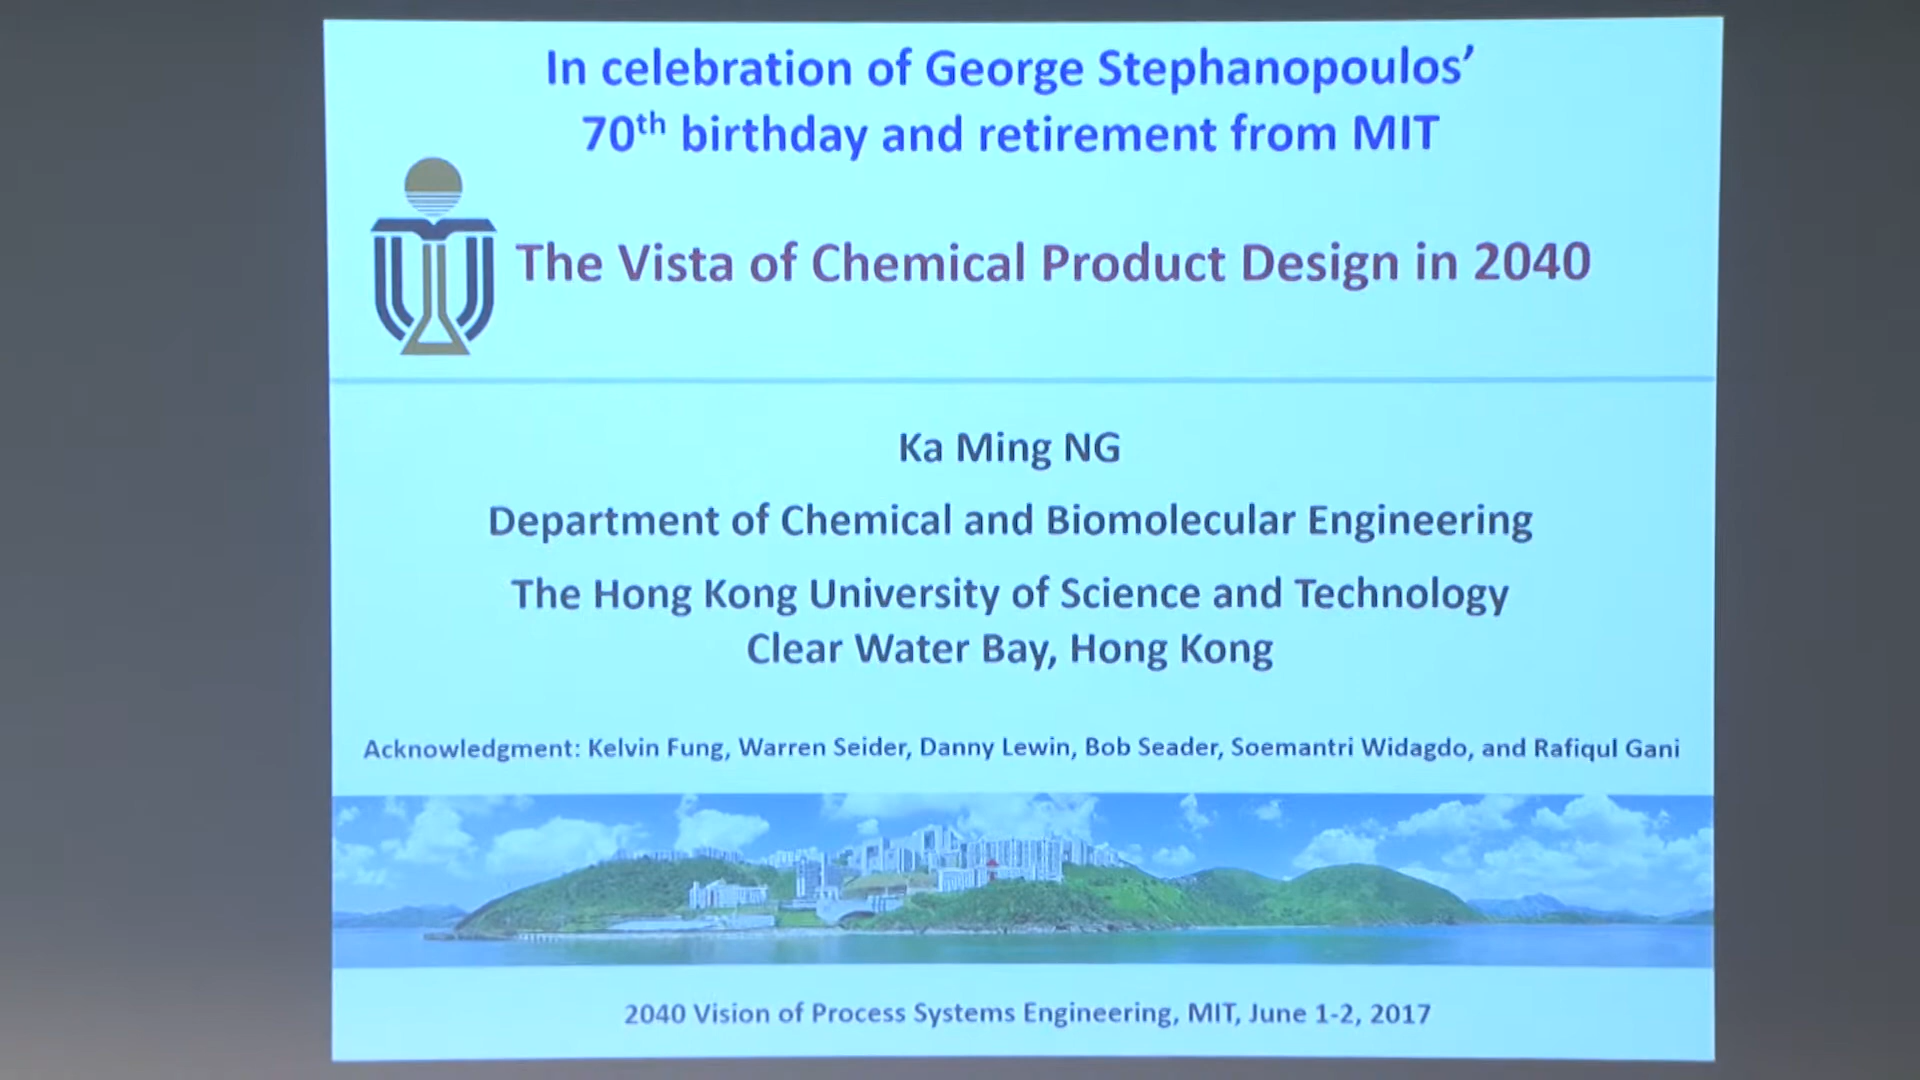 In celebration of George Stephanopoulos’
70th birthday and retirement from MIT
The Vista of Chemical Product Design in 2040
Ka Ming NG
Department of Chemical and Biomolecular Engineering
The Hong Kong University of Science and Technology
Clear Water Bay, Hong Kong
Acknowledgment: Kelvin Fung, Warren Seider, Danny Lewin, Bob Seader, Soemantri Widagdo, and Rafiqul Gani
2040 Vision of Process Systems Engineering, MIT, June 1-2, 2017